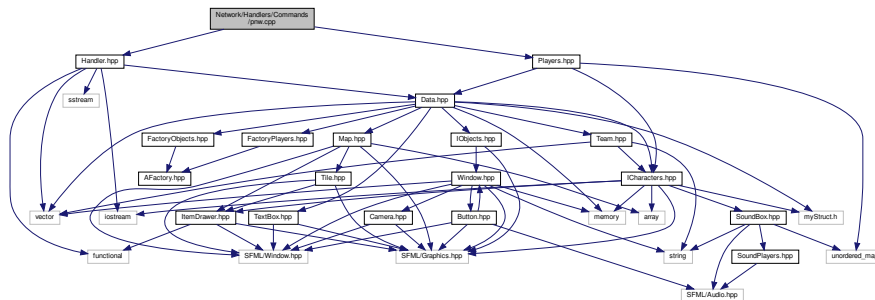 Network/Handlers/Commands
/pnw.cpp
Handler.hpp
Players.hpp
sstream
Data.hpp
FactoryObjects.hpp
FactoryPlayers.hpp
Map.hpp
IObjects.hpp
Team.hpp
AFactory.hpp
Tile.hpp
Window.hpp
ICharacters.hpp
vector
iostream
ItemDrawer.hpp
TextBox.hpp
Camera.hpp
Button.hpp
memory
array
SoundBox.hpp
myStruct.h
functional
SFML/Window.hpp
SFML/Graphics.hpp
string
SoundPlayers.hpp
unordered_map
SFML/Audio.hpp